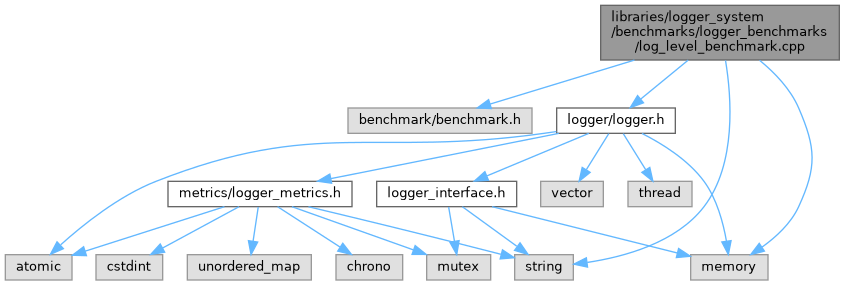 libraries/logger_system
/benchmarks/logger_benchmarks
/log_level_benchmark.cpp
benchmark/benchmark.h
logger/logger.h
metrics/logger_metrics.h
logger_interface.h
vector
thread
atomic
cstdint
unordered_map
chrono
mutex
string
memory